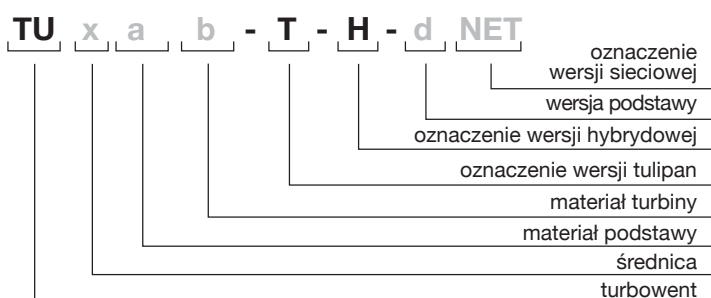 TU x a b - T - H - d NET
oznaczenie
wersji sieciowej
wersja podstawy
oznaczenie wersji hybrydowej
oznaczenie wersji tulipan
materiał turbiny
materiał podstawy
średnica
turbowent